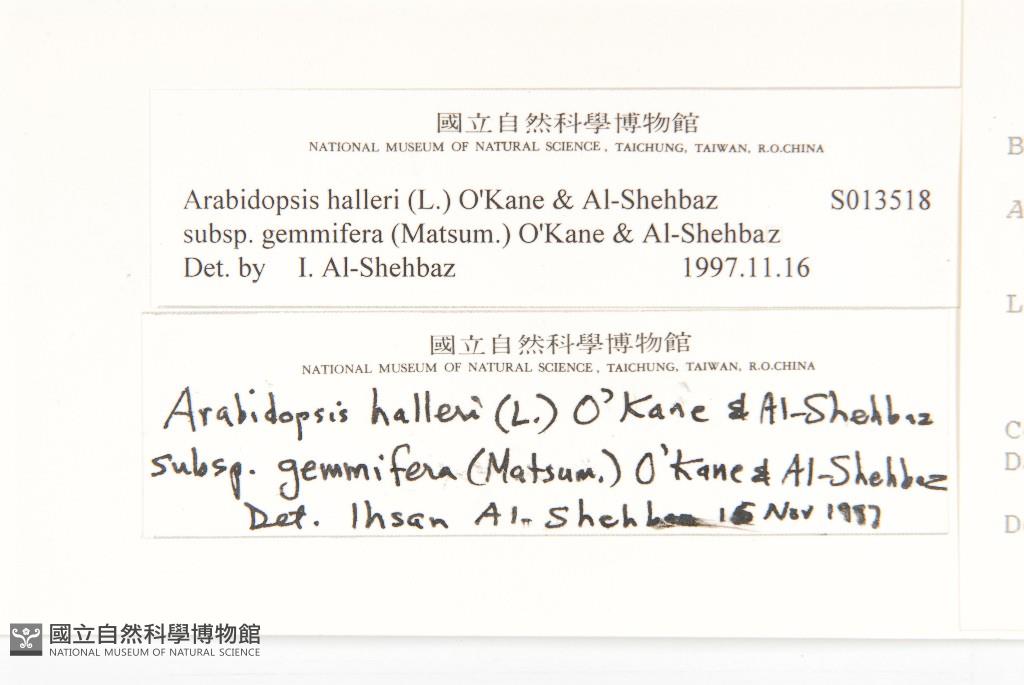 國立自然科學博物館
NATIONAL MUSEUM OF NATURAL SCIENCE, TAICHUNG, TAIWAN, R.O.CHINA
Arabidopsis halleri (L.) O'Kane & Al-Shehbaz S013518
subsp. gemmifera (Matsum.) O'Kane & Al-Shehbaz
Det. by I. Al-Shehbaz 1997.11.16
國立自然科學博物館
NATIONAL MUSEUM OF NATURAL SCIENCE, TAICHUNG, TAIWAN, R.O.CHINA
Arabidopsis halleri (L.) O'Kane & Al-Shehbaz
subsp. gemmifera (Matsum.) O'Kane & Al-Shehbaz
Det. Ihsan Al-Shehbaz Nov 1997
B
A
L
C
D
D
國立自然科學博物館
NATIONAL MUSEUM OF NATURAL SCIENCE